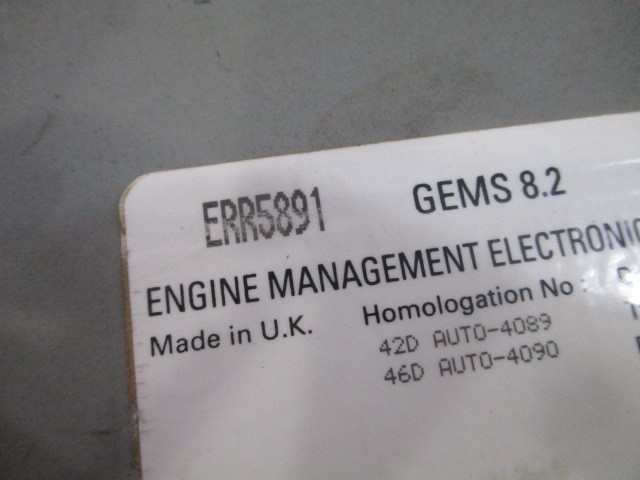 ERR5891 GEMS 8.2
ENGINE MANAGEMENT ELECTRONIC
Made in U.K. Homologation No :
42D AUTO-4089
46D AUTO-4090